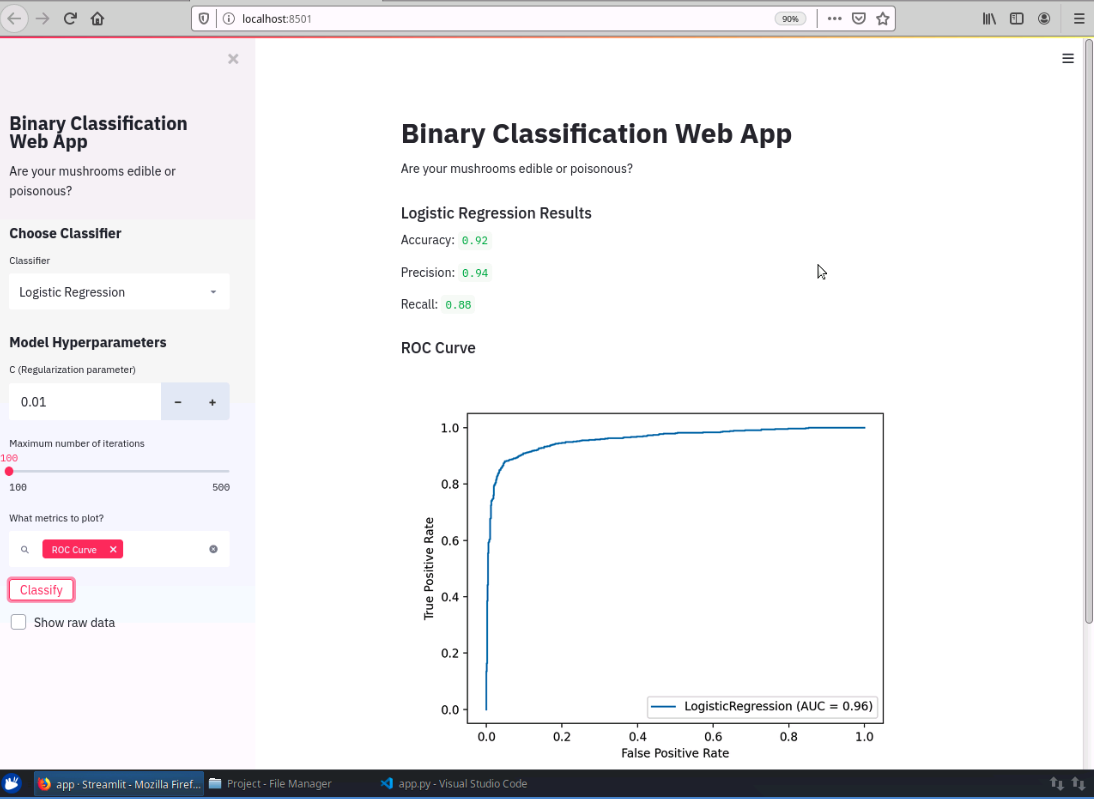 localhost:8501
90%
Binary Classification
Web App
Are your mushrooms edible or
poisonous?
Choose Classifier
Classifier
Logistic Regression
Model Hyperparameters
C (Regularization parameter)
0.01
Maximum number of iterations
100
100 500
What metrics to plot?
ROC Curve
Classify
Show raw data
Binary Classification Web App
Are your mushrooms edible or poisonous?
Logistic Regression Results
Accuracy: 0.92
Precision: 0.94
Recall: 0.88
ROC Curve
1.0
0.8
0.6
0.4
0.2
0.0
True Positive Rate
LogisticRegression (AUC = 0.96)
0.0 0.2 0.4 0.6 0.8 1.0
False Positive Rate
app · Streamlit - Mozilla Firef... Project - File Manager app.py - Visual Studio Code